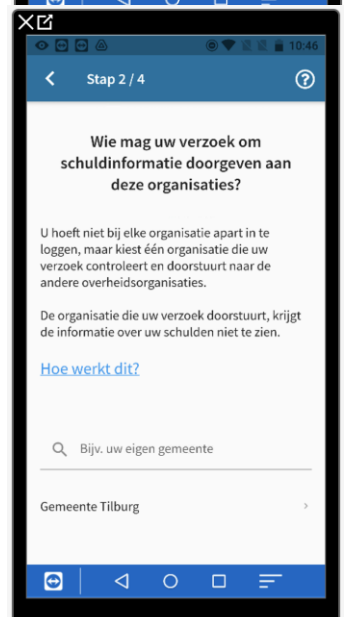 10:46
Stap 2 / 4
Wie mag uw verzoek om
schuldinformatie doorgeven aan
deze organisaties?
U hoeft niet bij elke organisatie apart in te
loggen, maar kiest één organisatie die uw
verzoek controleert en doorstuurt naar de
andere overheidsorganisaties.
De organisatie die uw verzoek doorstuurt, krijgt
de informatie over uw schulden niet te zien.
Hoe werkt dit?
Bijv. uw eigen gemeente
Gemeente Tilburg